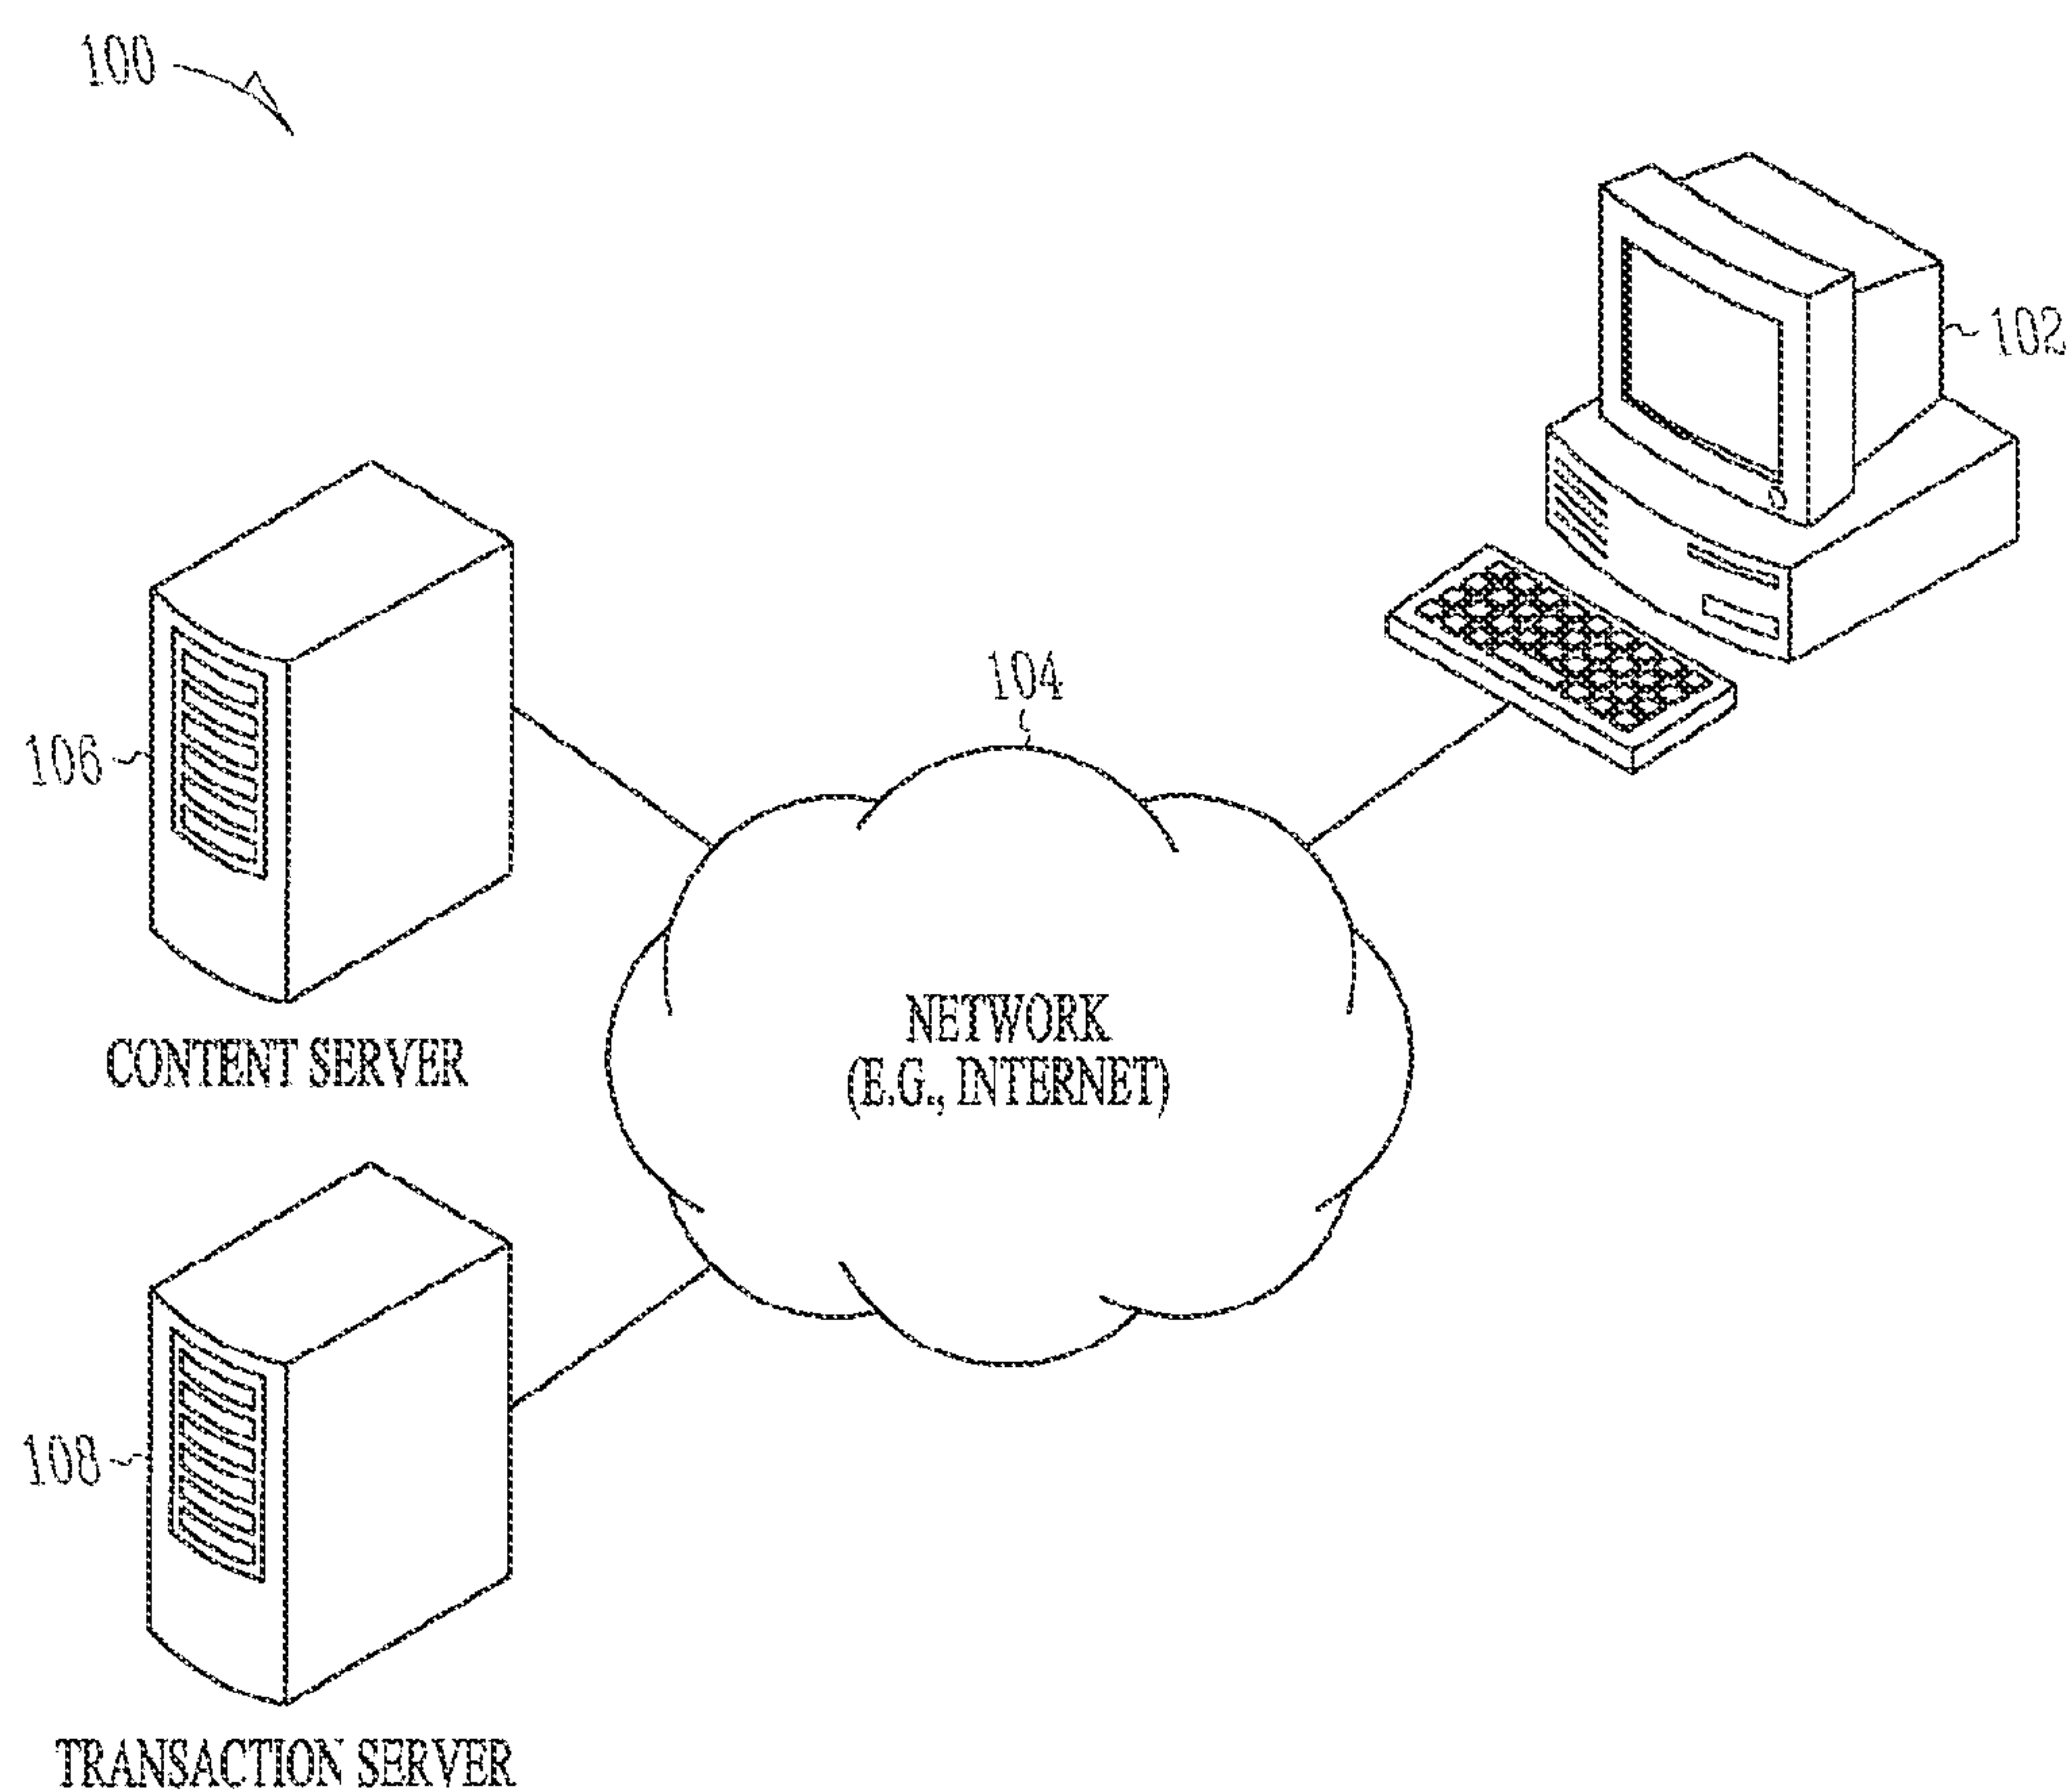 100
102
104
106
NETWORK
(E.G., INTERNET)
CONTENT SERVER
108
TRANSACTION SERVER